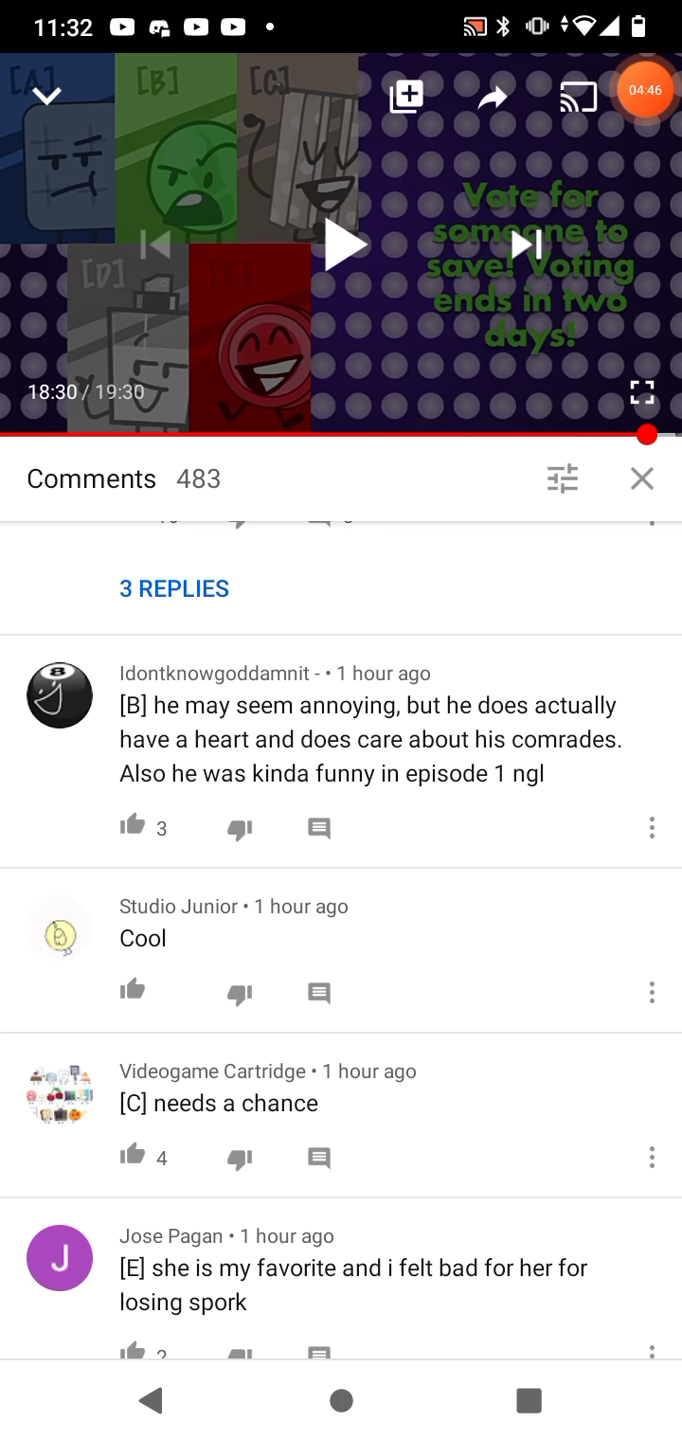 11:32
04:46
[A]
[B]
[C]
[D]
[E]
Vote for
someone to
save! Voting
ends in two
days!
18:30 / 19:30
Comments 483
3 REPLIES
8
Idontknowgoddamnit - • 1 hour ago
[B] he may seem annoying, but he does actually
have a heart and does care about his comrades.
Also he was kinda funny in episode 1 ngl
3
Studio Junior • 1 hour ago
Cool
Videogame Cartridge • 1 hour ago
[C] needs a chance
4
J
Jose Pagan • 1 hour ago
[E] she is my favorite and i felt bad for her for
losing spork
2